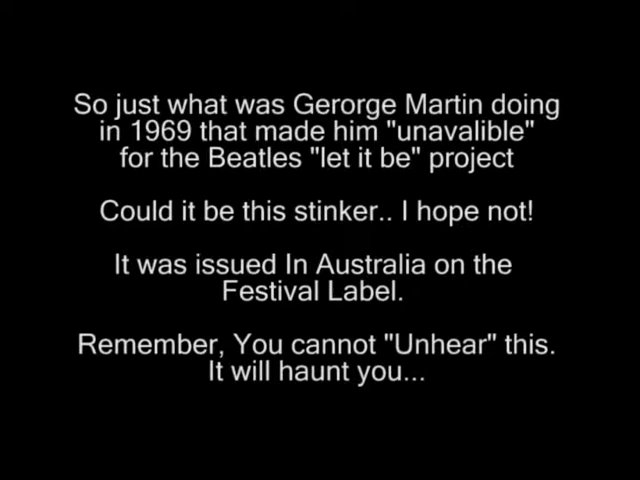 So just what was Gerorge Martin doing
in 1969 that made him "unavalible"
for the Beatles "let it be" project
Could it be this stinker.. I hope not!
It was issued In Australia on the
Festival Label.
Remember, You cannot "Unhear" this.
It will haunt you...